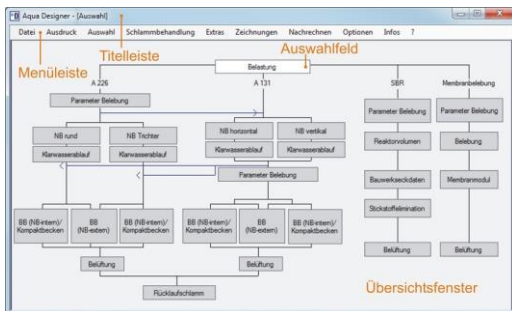 Aqua Designer - [Auswahl]
Datei Ausdruck Auswahl Schlammbehandlung Extras Zeichnungen Nachrechnen Optionen Infos ?
Menüleiste
Titelleiste
Auswahlfeld
Belastung
A 226
A 131
SBR
Membranbelebung
Parameter Belebung
Parameter Belebung
Parameter Belebung
NB rund
NB Trichter
NB horizontal
NB vertikal
Reaktorvolumen
Belebung
Klarwasserablauf
Klarwasserablauf
Klarwasserablauf
Klarwasserablauf
Parameter Belebung
Bauwerkseckdaten
Membranmodul
Stickstoffelimination
BB (NB-intern)/
Kompaktbecken
BB
(NB-extern)
BB (NB-intern)/
Kompaktbecken
BB (NB-intern)/
Kompaktbecken
BB
(NB-extern)
BB (NB-intern)/
Kompaktbecken
Belüftung
Belüftung
Belüftung
Belüftung
Rücklaufschlamm
Übersichtsfenster